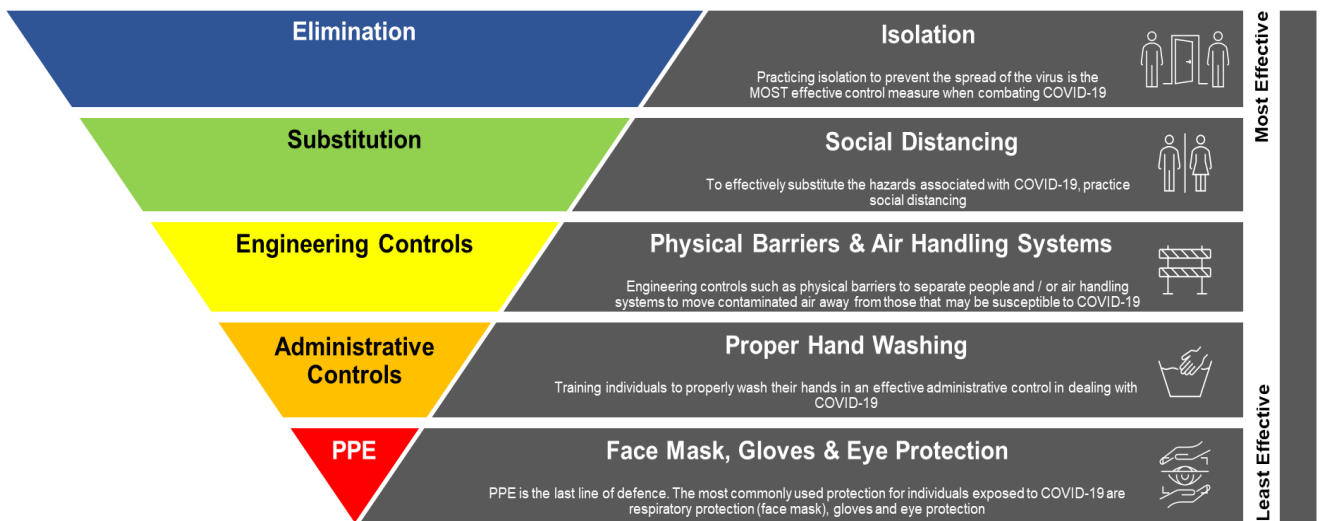 Elimination
Isolation
Practicing isolation to prevent the spread of the virus is the
MOST effective control measure when combating COVID-19
Substitution
Social Distancing
To effectively substitute the hazards associated with COVID-19, practice
social distancing
Engineering Controls
Physical Barriers & Air Handling Systems
Engineering controls such as physical barriers to separate people and / or air handling
systems to move contaminated air away from those that may be susceptible to COVID-19
Administrative
Controls
Proper Hand Washing
Training individuals to properly wash their hands in an effective administrative control in dealing with
COVID-19
PPE
Face Mask, Gloves & Eye Protection
PPE is the last line of defence. The most commonly used protection for individuals exposed to COVID-19 are
respiratory protection (face mask), gloves and eye protection
Most Effective
Least Effective